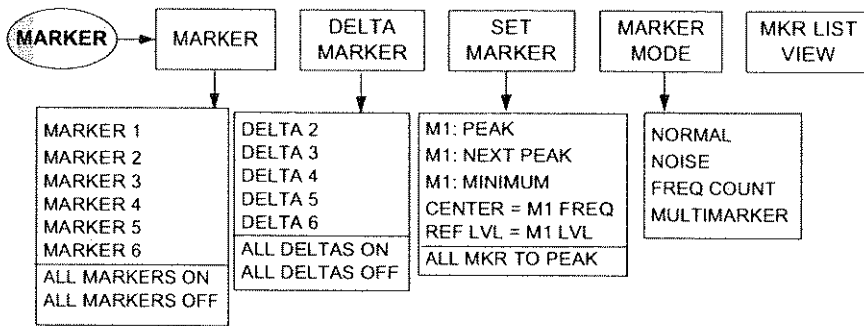 MARKER
MARKER
DELTA
MARKER
SET
MARKER
MARKER
MODE
MKR LIST
VIEW
MARKER 1
MARKER 2
MARKER 3
MARKER 4
MARKER 5
MARKER 6
ALL MARKERS ON
ALL MARKERS OFF
DELTA 2
DELTA 3
DELTA 4
DELTA 5
DELTA 6
ALL DELTAS ON
ALL DELTAS OFF
M1: PEAK
M1: NEXT PEAK
M1: MINIMUM
CENTER = M1 FREQ
REF LVL = M1 LVL
ALL MKR TO PEAK
NORMAL
NOISE
FREQ COUNT
MULTIMARKER